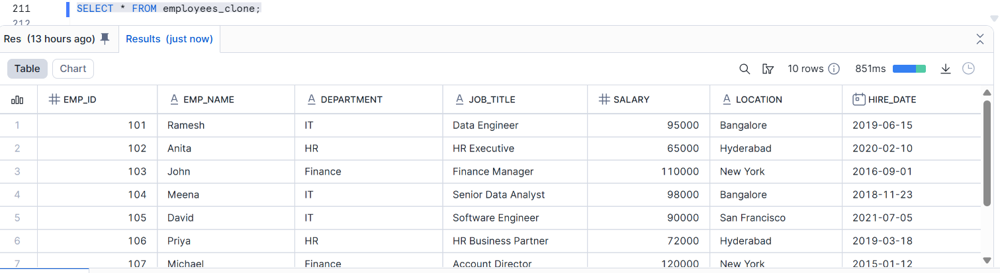 211 SELECT * FROM employees_clone;
212
Res (13 hours ago) Results (just now)
Table Chart 10 rows 851ms
EMP_ID EMP_NAME DEPARTMENT JOB_TITLE SALARY LOCATION HIRE_DATE
1 101 Ramesh IT Data Engineer 95000 Bangalore 2019-06-15
2 102 Anita HR HR Executive 65000 Hyderabad 2020-02-10
3 103 John Finance Finance Manager 110000 New York 2016-09-01
4 104 Meena IT Senior Data Analyst 98000 Bangalore 2018-11-23
5 105 David IT Software Engineer 90000 San Francisco 2021-07-05
6 106 Priya HR HR Business Partner 72000 Hyderabad 2019-03-18
7 107 Michael Finance Account Director 120000 New York 2015-01-12